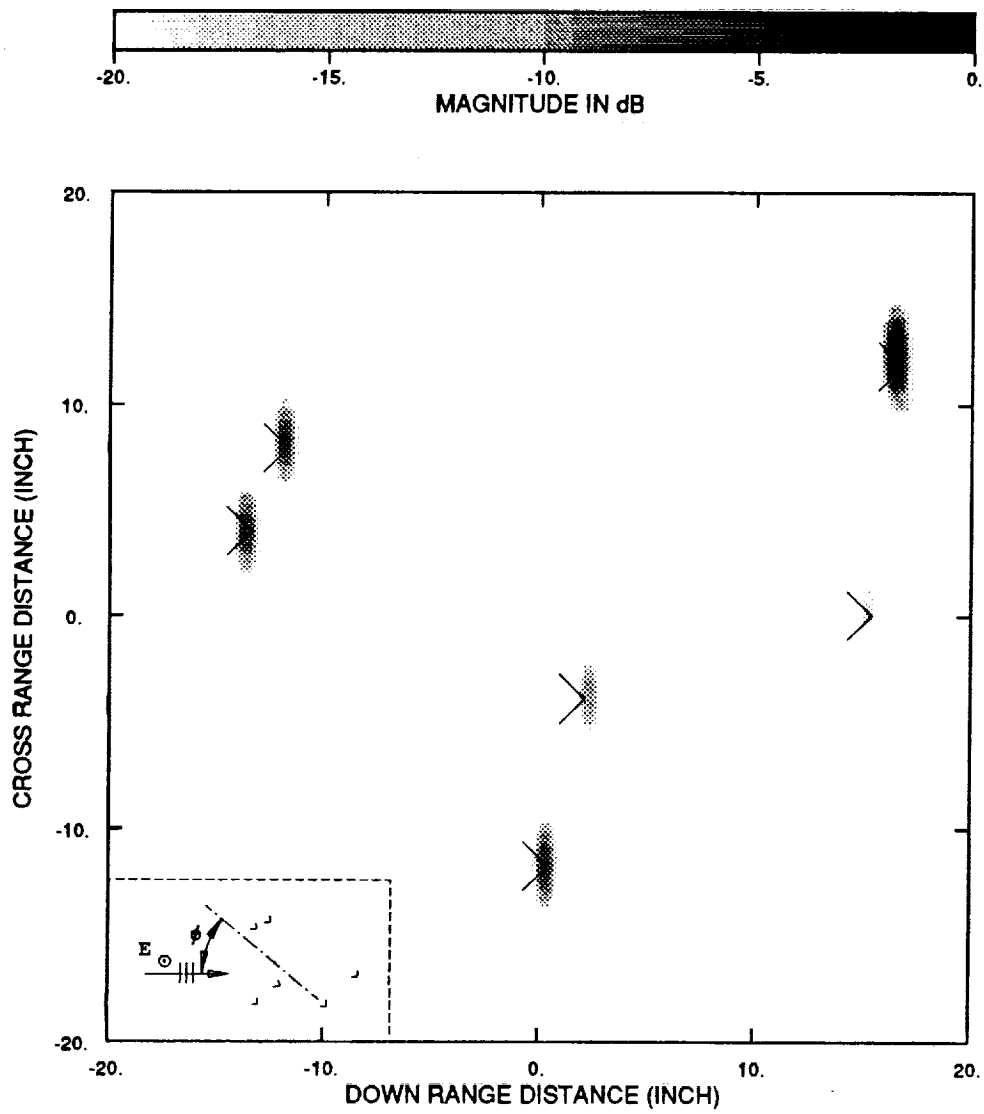 -20. -15. -10. -5. 0.
MAGNITUDE IN dB
20.
10.
0.
-10.
-20.
CROSS RANGE DISTANCE (INCH)
E
ϕ
-20. -10. 0. 10. 20.
DOWN RANGE DISTANCE (INCH)